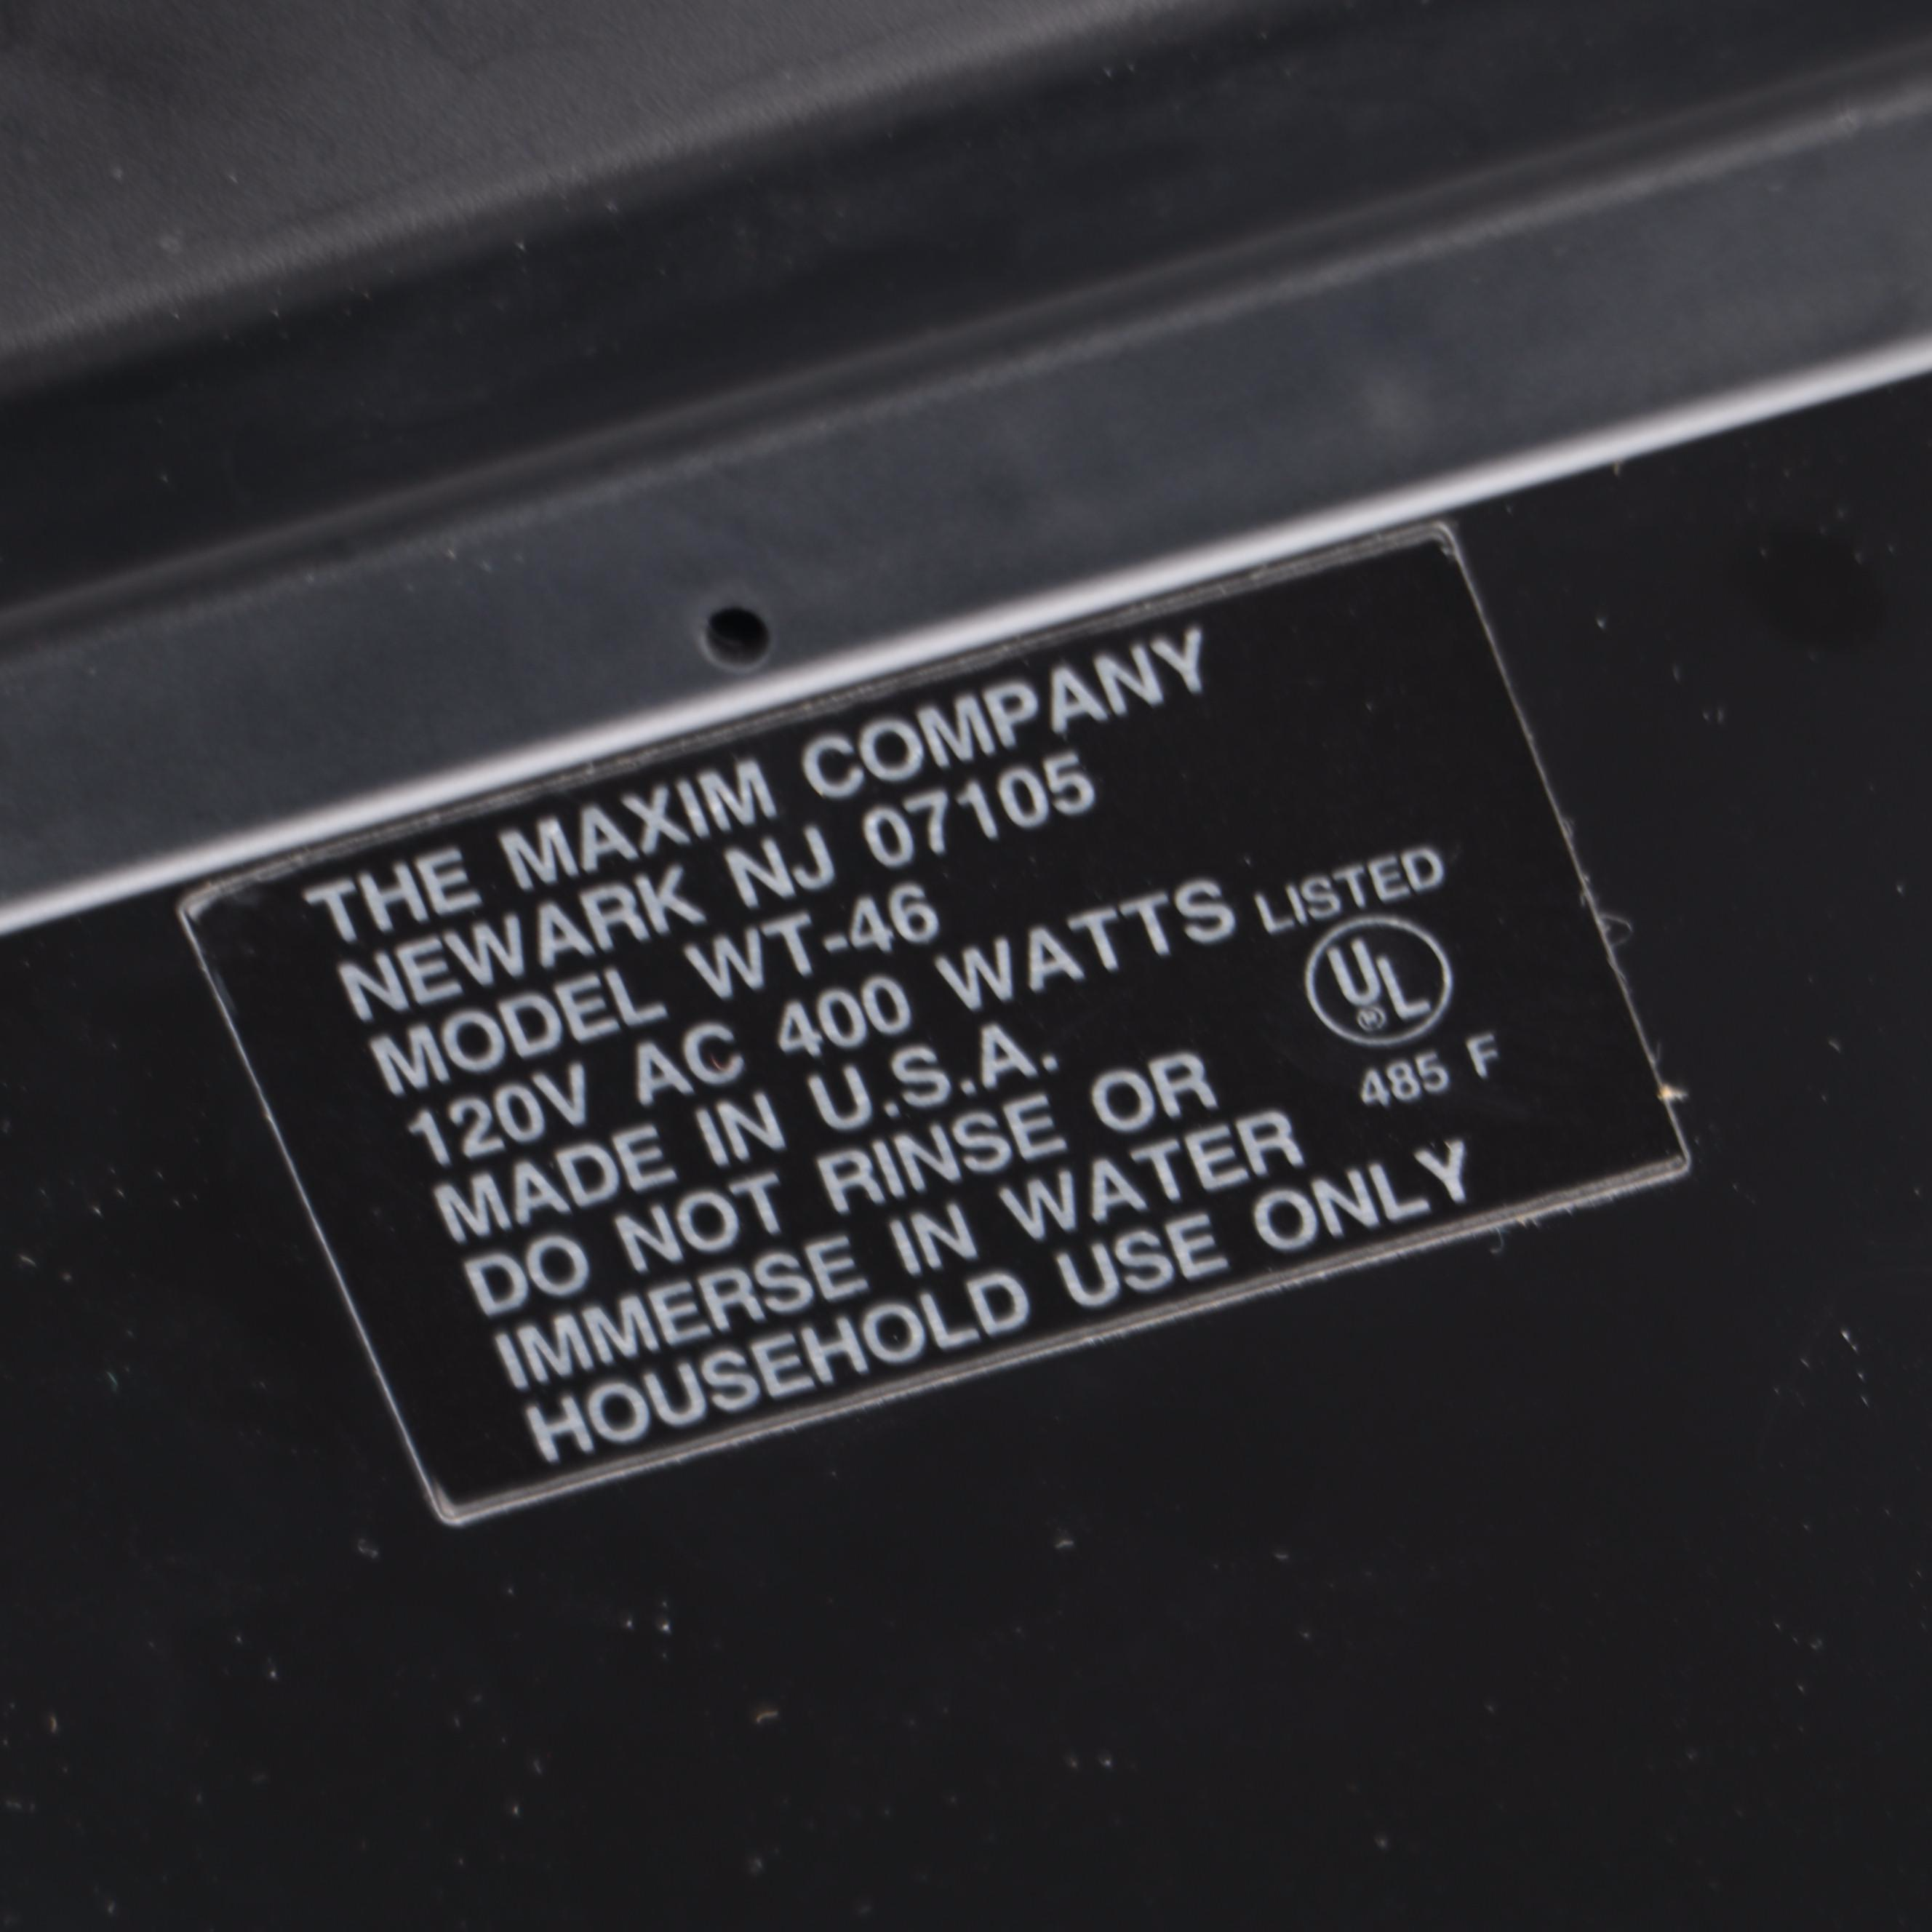 THE MAXIM COMPANY
NEWARK NJ 07105
MODEL WT-46
120V AC 400 WATTS
MADE IN U.S.A.
DO NOT RINSE OR
IMMERSE IN WATER
HOUSEHOLD USE ONLY
LISTED
UL
®
485 F